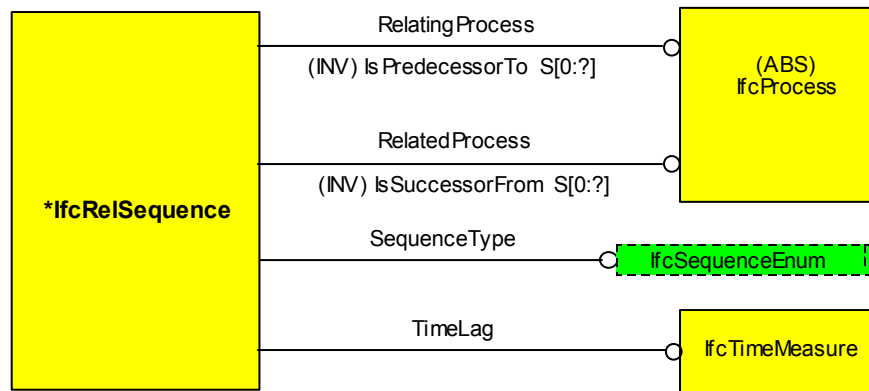 RelatingProcess
(INV) IsPredecessorTo S[0:?]
(ABS)
IfcProcess
RelatedProcess
(INV) IsSuccessorFrom S[0:?]
*IfcRelSequence
SequenceType
IfcSequenceEnum
TimeLag
IfcTimeMeasure